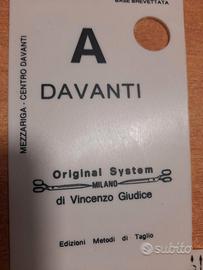 BASE BREVETTATA
A
DAVANTI
MEZZARIGA - CENTRO DAVANTI
Original System
MILANO
di Vincenzo Giudice
Edizioni Metodi di Taglio
subito